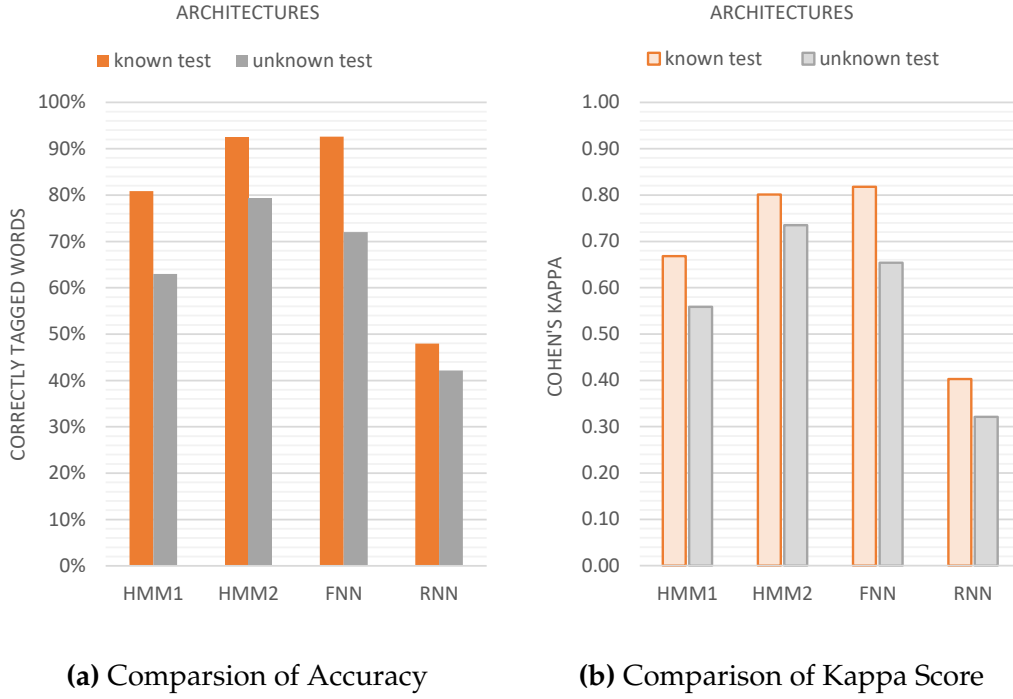 ARCHITECTURES
known test unknown test
100%
90%
80%
70%
60%
50%
40%
30%
20%
10%
0%
CORRECTLY TAGGED WORDS
HMM1 HMM2 FNN RNN
(a) Comparsion of Accuracy
ARCHITECTURES
known test unknown test
1.00
0.90
0.80
0.70
0.60
0.50
0.40
0.30
0.20
0.10
0.00
COHEN'S KAPPA
HMM1 HMM2 FNN RNN
(b) Comparison of Kappa Score